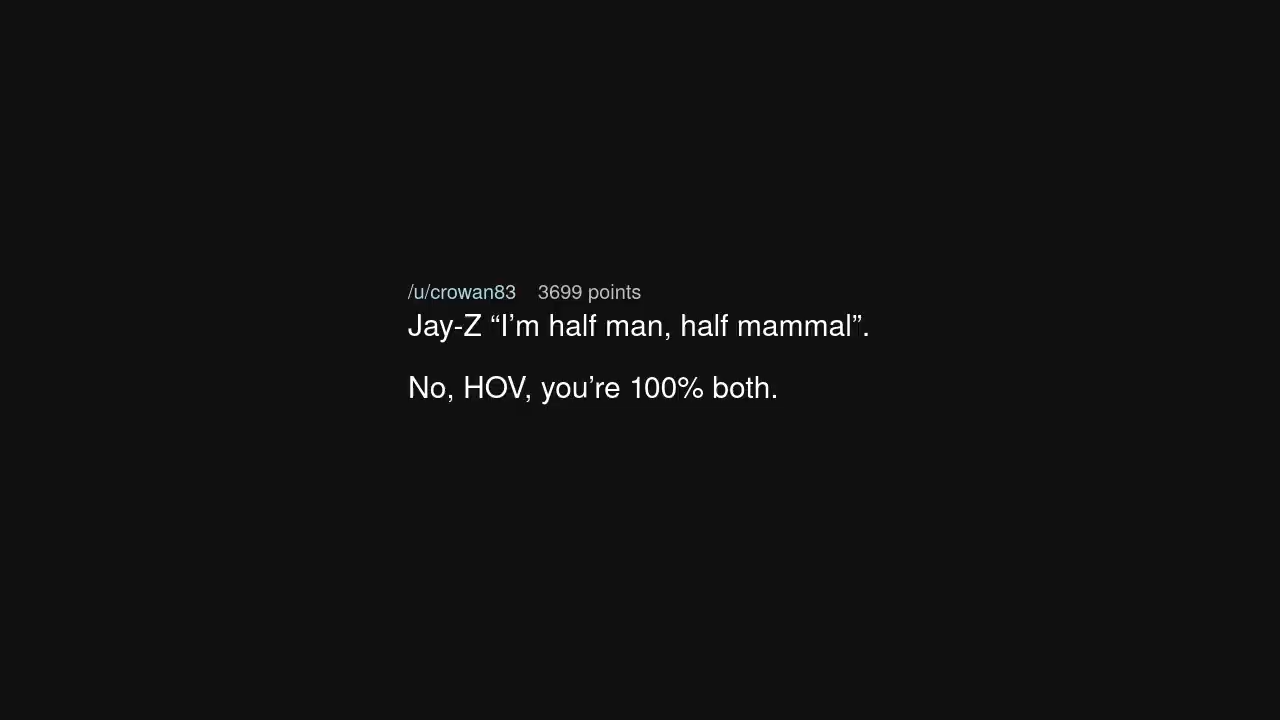 /u/crowan83 3699 points
Jay-Z “I’m half man, half mammal”.
No, HOV, you’re 100% both.